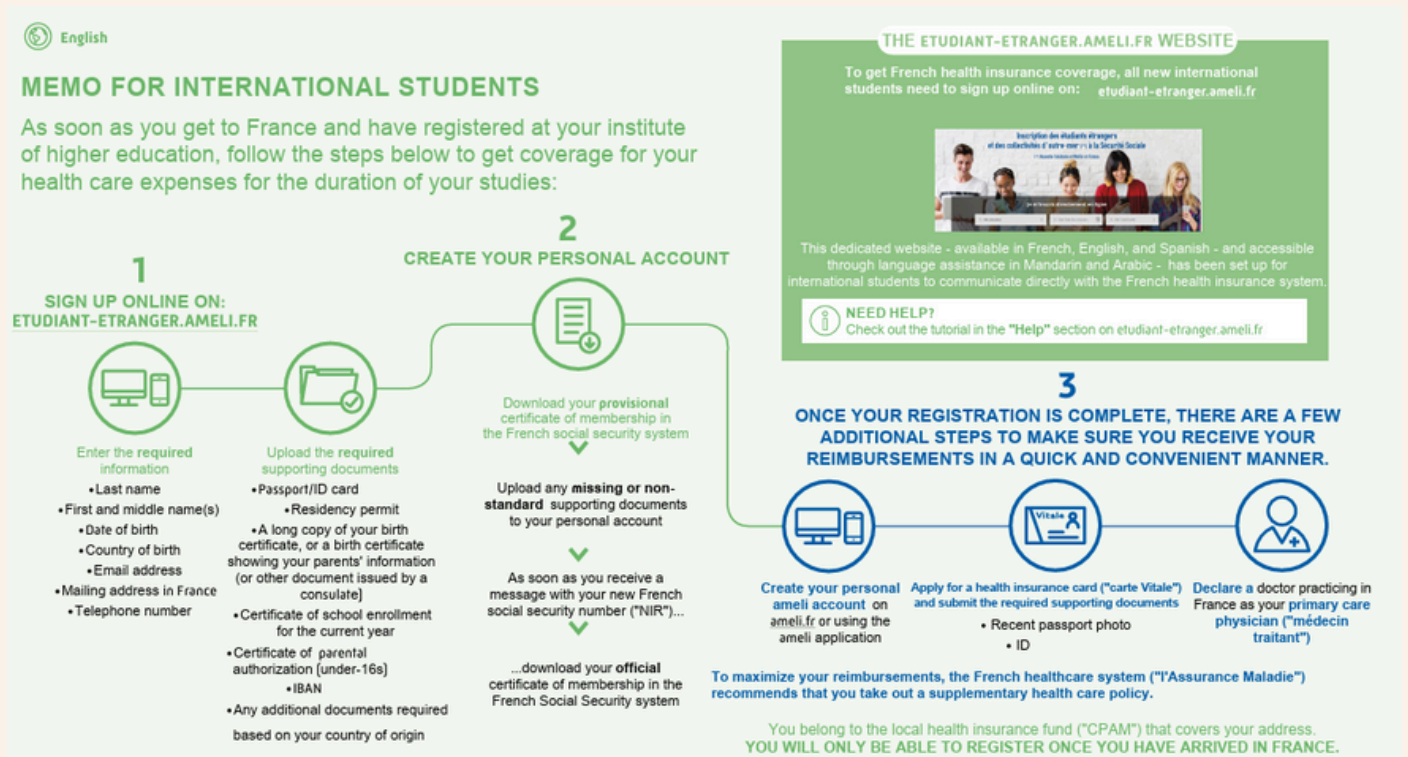 English
MEMO FOR INTERNATIONAL STUDENTS
As soon as you get to France and have registered at your institute
of higher education, follow the steps below to get coverage for your
health care expenses for the duration of your studies:
1
SIGN UP ONLINE ON:
ETUDIANT-ETRANGER.AMELI.FR
Enter the required
information
•Last name
•First and middle name(s)
•Date of birth
•Country of birth
•Email address
•Mailing address in France
•Telephone number
Upload the required
supporting documents
•Passport/ID card
•Residency permit
•A long copy of your birth
certificate, or a birth certificate
showing your parents' information
(or other document issued by a
consulate)
•Certificate of school enrollment
for the current year
•Certificate of parental
authorization (under-16s)
•IBAN
•Any additional documents required
based on your country of origin
2
CREATE YOUR PERSONAL ACCOUNT
Download your provisional
certificate of membership in
the French social security system
Upload any missing or non-
standard supporting documents
to your personal account
As soon as you receive a
message with your new French
social security number ("NIR")...
...download your official
certificate of membership in the
French Social Security system
THE ETUDIANT-ETRANGER.AMELI.FR WEBSITE
To get French health insurance coverage, all new international
students need to sign up online on: etudiant-etranger.ameli.fr
Inscription des étudiants étrangers
et des collectivités d'outre-mer à la Sécurité Sociale
This dedicated website - available in French, English, and Spanish - and accessible
through language assistance in Mandarin and Arabic - has been set up for
international students to communicate directly with the French health insurance system.
NEED HELP?
Check out the tutorial in the "Help" section on etudiant-etranger.ameli.fr
3
ONCE YOUR REGISTRATION IS COMPLETE, THERE ARE A FEW
ADDITIONAL STEPS TO MAKE SURE YOU RECEIVE YOUR
REIMBURSEMENTS IN A QUICK AND CONVENIENT MANNER.
Create your personal
ameli account on
ameli.fr or using the
ameli application
Vitale
Apply for a health insurance card ("carte Vitale")
and submit the required supporting documents
• Recent passport photo
• ID
Declare a doctor practicing in
France as your primary care
physician ("médecin
traitant")
To maximize your reimbursements, the French healthcare system ("l'Assurance Maladie")
recommends that you take out a supplementary health care policy.
You belong to the local health insurance fund ("CPAM") that covers your address.
YOU WILL ONLY BE ABLE TO REGISTER ONCE YOU HAVE ARRIVED IN FRANCE.